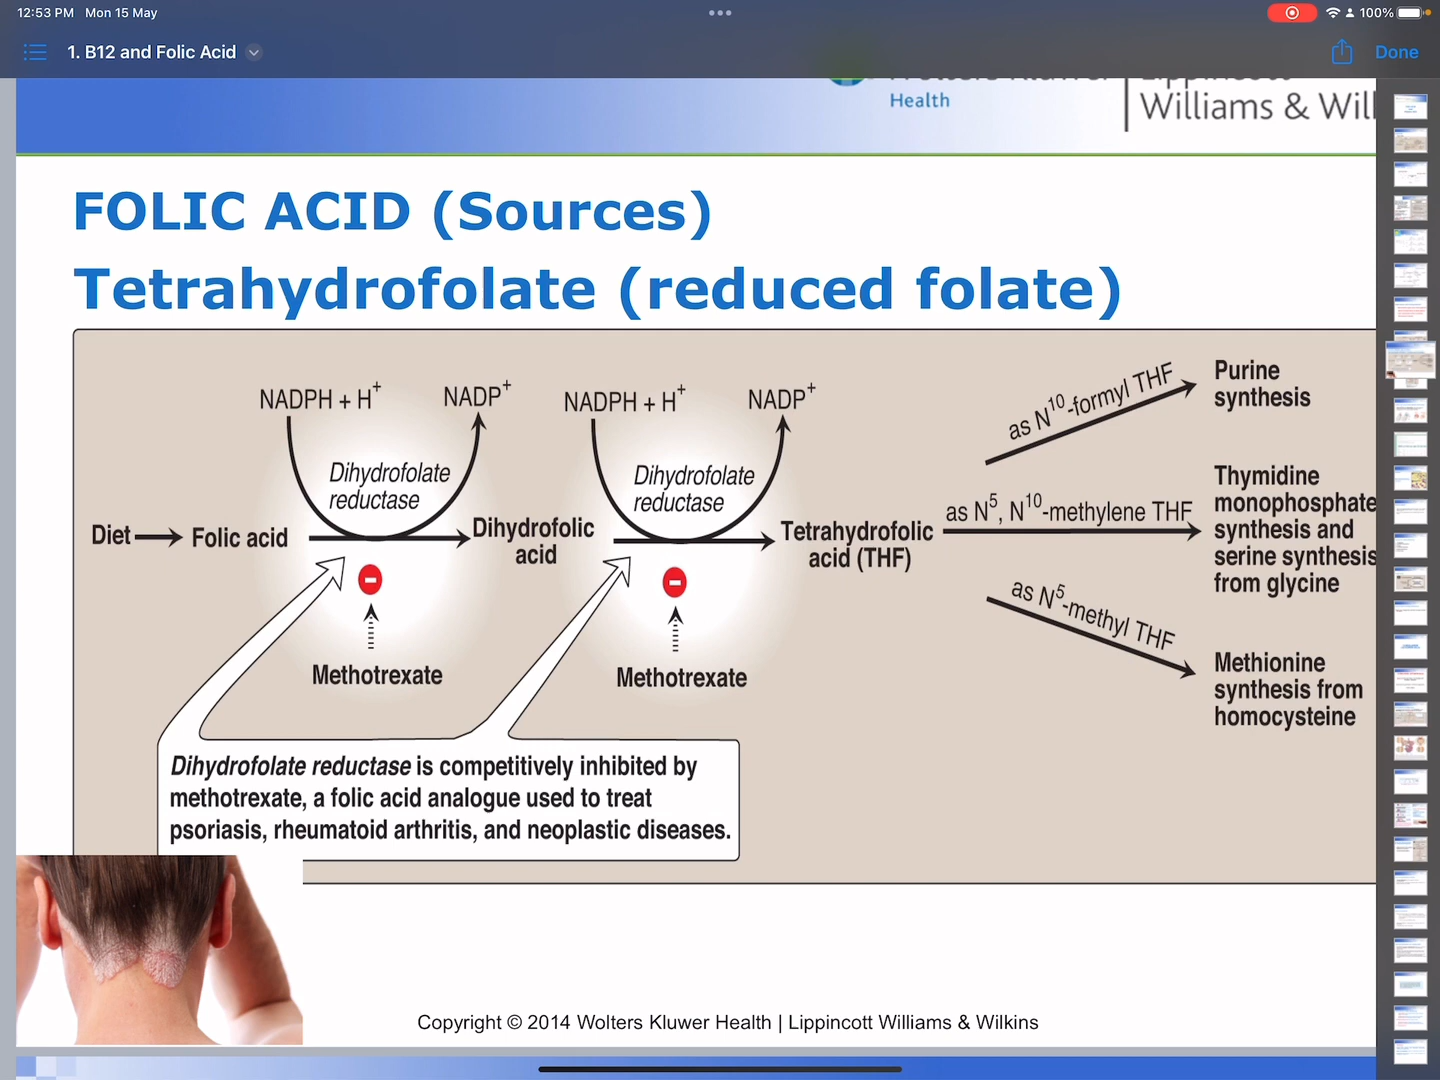 12:53 PM Mon 15 May
100%
1. B12 and Folic Acid
Done
Health
Williams & Wil
FOLIC ACID (Sources)
Tetrahydrofolate (reduced folate)
NADPH + H⁺
NADP⁺
NADPH + H⁺
NADP⁺
Dihydrofolate
reductase
Dihydrofolate
reductase
Diet
Folic acid
Dihydrofolic
acid
Tetrahydrofolic
acid (THF)
as N¹⁰-formyl THF
Purine
synthesis
as N⁵, N¹⁰-methylene THF
Thymidine
monophosphate
synthesis and
serine synthesis
from glycine
as N⁵-methyl THF
Methionine
synthesis from
homocysteine
Methotrexate
Methotrexate
Dihydrofolate reductase is competitively inhibited by
methotrexate, a folic acid analogue used to treat
psoriasis, rheumatoid arthritis, and neoplastic diseases.
Copyright © 2014 Wolters Kluwer Health | Lippincott Williams & Wilkins